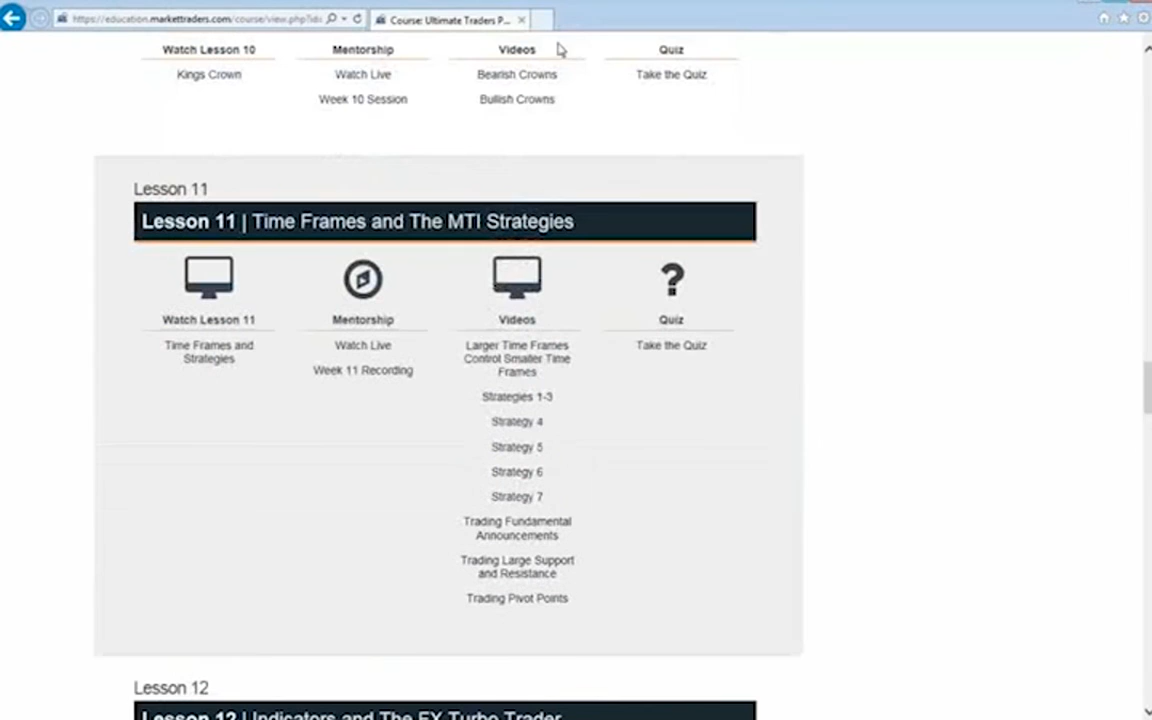 https://education.markettraders.com/course/view.php?id=
Course: Ultimate Traders P...
Watch Lesson 10
Mentorship
Videos
Quiz
Kings Crown
Watch Live
Bearish Crowns
Take the Quiz
Week 10 Session
Bullish Crowns
Lesson 11
Lesson 11 | Time Frames and The MTI Strategies
?
Watch Lesson 11
Mentorship
Videos
Quiz
Time Frames and
Strategies
Watch Live
Week 11 Recording
Larger Time Frames
Control Smaller Time
Frames
Strategies 1-3
Strategy 4
Strategy 5
Strategy 6
Strategy 7
Trading Fundamental
Announcements
Trading Large Support
and Resistance
Trading Pivot Points
Take the Quiz
Lesson 12
Lesson 12 | Indicators and The FX Turbo Trader